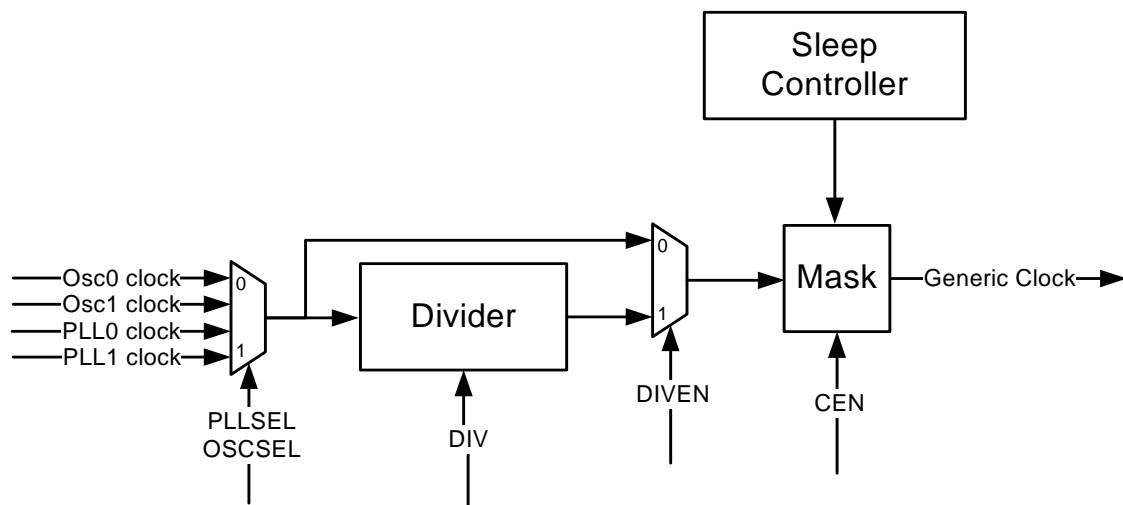 Sleep
Controller
0
Osc0 clock
0
Osc1 clock
Mask
Generic Clock
Divider
PLL0 clock
1
PLL1 clock
1
DIVEN
CEN
PLLSEL
DIV
OSCSEL